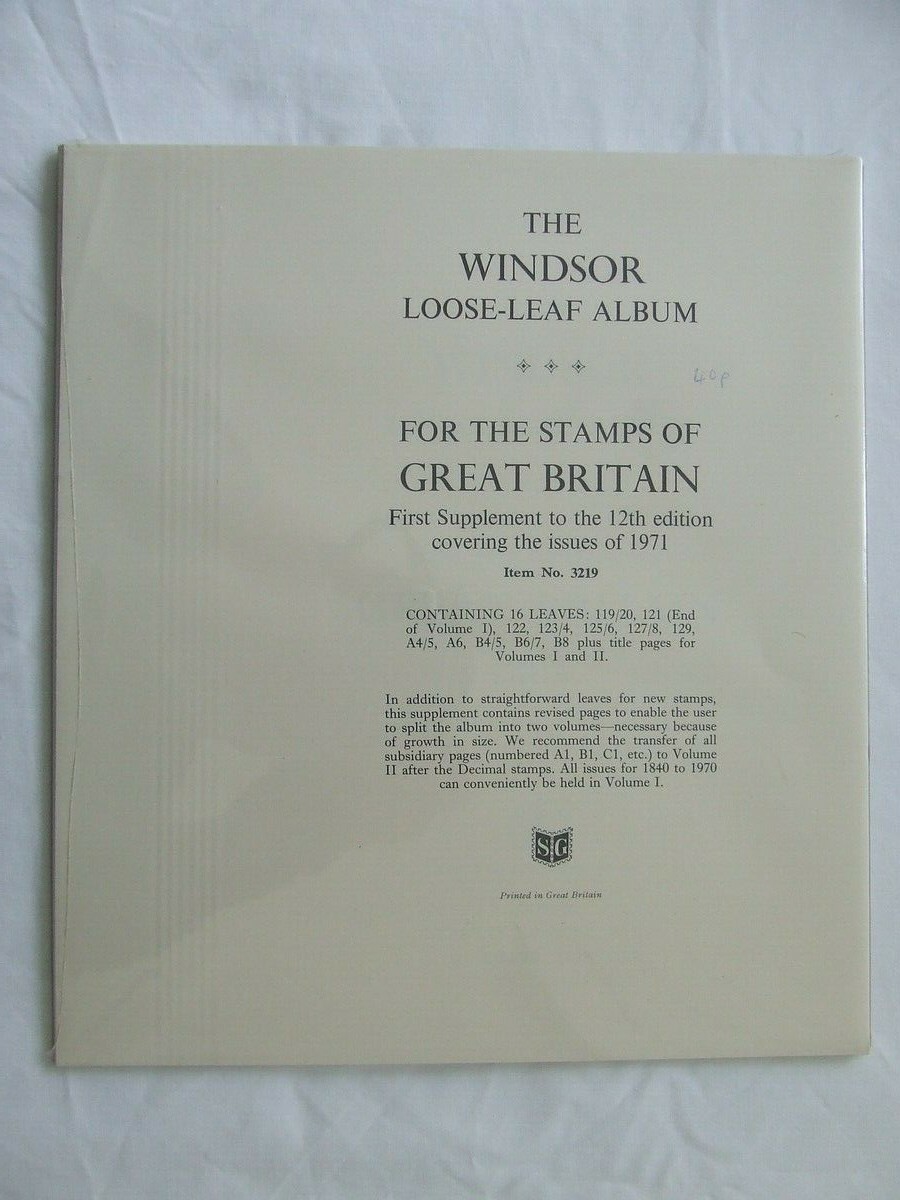 THE
WINDSOR
LOOSE-LEAF ALBUM
40p
FOR THE STAMPS OF
GREAT BRITAIN
First Supplement to the 12th edition
covering the issues of 1971
Item No. 3219
CONTAINING 16 LEAVES: 119/20, 121 (End
of Volume I), 122, 123/4, 125/6, 127/8, 129,
A4/5, A6, B4/5, B6/7, B8 plus title pages for
Volumes I and II.
In addition to straightforward leaves for new stamps,
this supplement contains revised pages to enable the user
to split the album into two volumes—necessary because
of growth in size. We recommend the transfer of all
subsidiary pages (numbered A1, B1, C1, etc.) to Volume
II after the Decimal stamps. All issues for 1840 to 1970
can conveniently be held in Volume I.
SG
Printed in Great Britain